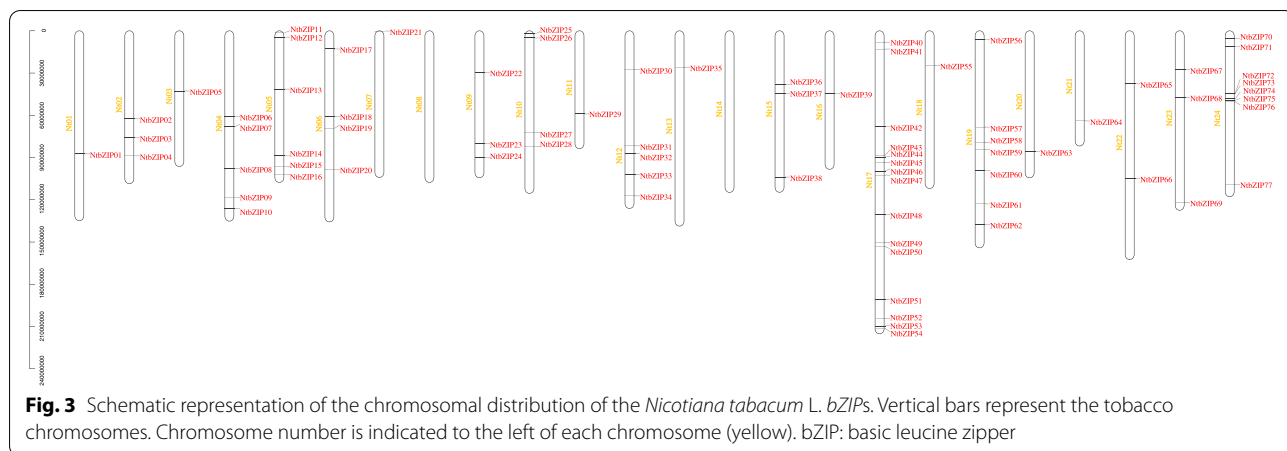 0
30000000
60000000
90000000
120000000
150000000
180000000
210000000
240000000
Nt01
NtbZIP01
Nt02
NtbZIP02
NtbZIP03
NtbZIP04
Nt03
NtbZIP05
Nt04
NtbZIP06
NtbZIP07
NtbZIP08
NtbZIP09
NtbZIP10
Nt05
NtbZIP11
NtbZIP12
NtbZIP13
NtbZIP14
NtbZIP15
NtbZIP16
Nt06
NtbZIP17
NtbZIP18
NtbZIP19
NtbZIP20
Nt07
NtbZIP21
Nt08
Nt09
NtbZIP22
NtbZIP23
NtbZIP24
Nt10
NtbZIP25
NtbZIP26
NtbZIP27
NtbZIP28
Nt11
NtbZIP29
Nt12
NtbZIP30
NtbZIP31
NtbZIP32
NtbZIP33
NtbZIP34
Nt13
NtbZIP35
Nt14
Nt15
NtbZIP36
NtbZIP37
NtbZIP38
Nt16
NtbZIP39
Nt17
NtbZIP40
NtbZIP41
NtbZIP42
NtbZIP43
NtbZIP44
NtbZIP45
NtbZIP46
NtbZIP47
NtbZIP48
NtbZIP49
NtbZIP50
NtbZIP51
NtbZIP52
NtbZIP53
NtbZIP54
Nt18
NtbZIP55
Nt19
NtbZIP56
NtbZIP57
NtbZIP58
NtbZIP59
NtbZIP60
NtbZIP61
NtbZIP62
Nt20
NtbZIP63
Nt21
NtbZIP64
Nt22
NtbZIP65
NtbZIP66
Nt23
NtbZIP67
NtbZIP68
NtbZIP69
Nt24
NtbZIP70
NtbZIP71
NtbZIP72
NtbZIP73
NtbZIP74
NtbZIP75
NtbZIP76
NtbZIP77
Fig. 3 Schematic representation of the chromosomal distribution of the Nicotiana tabacum L. bZIPs. Vertical bars represent the tobacco
chromosomes. Chromosome number is indicated to the left of each chromosome (yellow). bZIP: basic leucine zipper